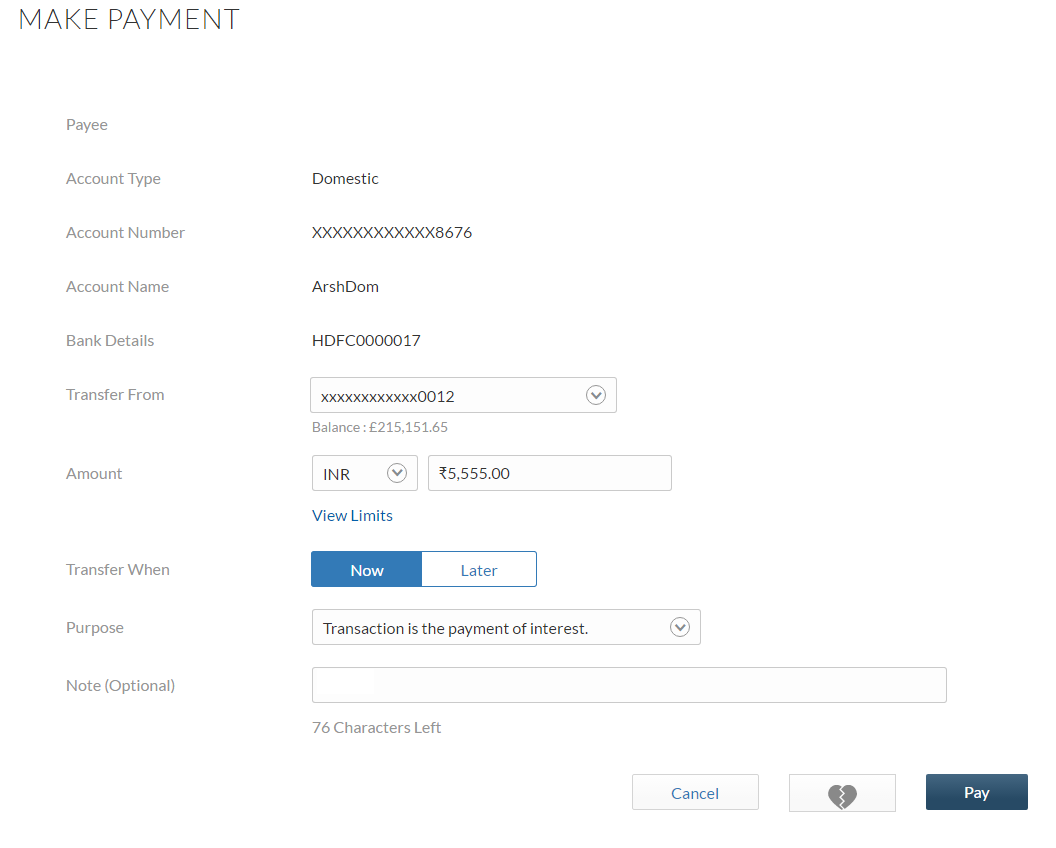 MAKE PAYMENT
Payee
Account Type Domestic
Account Number XXXXXXXXXXXX8676
Account Name ArshDom
Bank Details HDFC0000017
Transfer From xxxxxxxxxxxx0012
Balance : £215,151.65
Amount INR ₹5,555.00
View Limits
Transfer When Now Later
Purpose Transaction is the payment of interest.
Note (Optional)
76 Characters Left
Cancel Pay